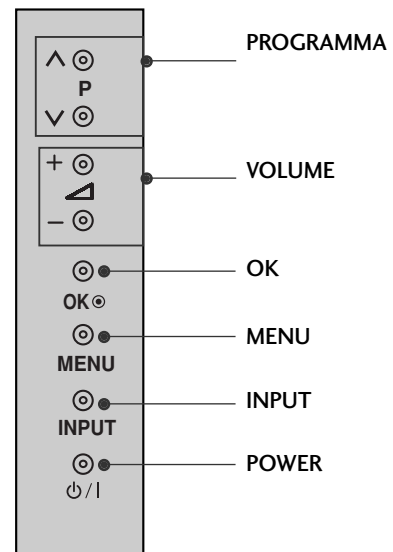 PROGRAMMA
P
+
VOLUME
-
OK
OK
MENU
MENU
INPUT
INPUT
POWER
/ I